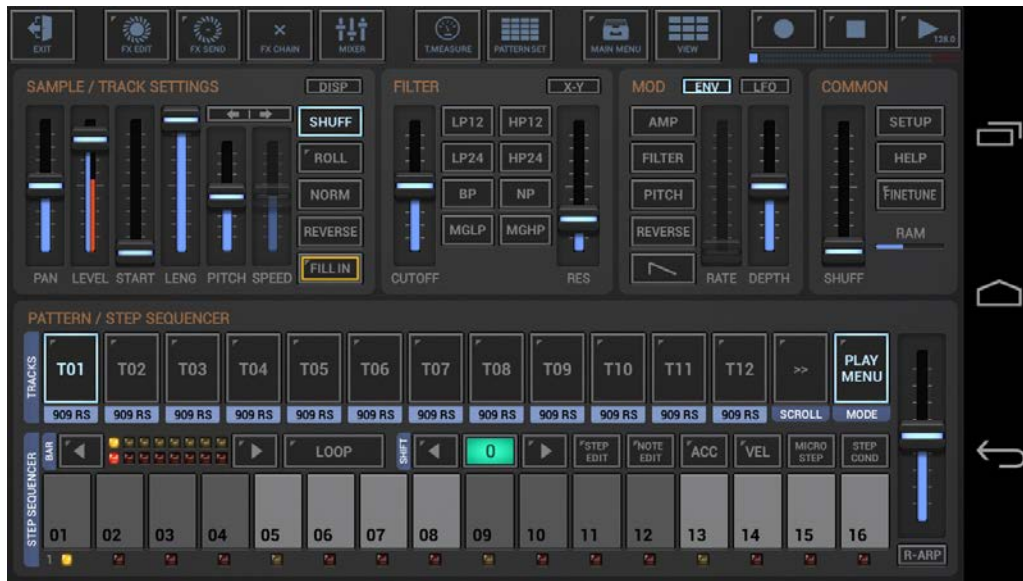 EXIT FX EDIT FX SEND FX CHAIN MIXER T.MEASURE PATTERN SET MAIN MENU VIEW 128.0
SAMPLE / TRACK SETTINGS DISP FILTER X-Y MOD ENV LFO COMMON
SHUFF LP12 HP12 AMP SETUP
ROLL LP24 HP24 FILTER HELP
NORM BP NP PITCH FINETUNE
REVERSE MGLP MGHP REVERSE RAM
FILL IN
PAN LEVEL START LENG PITCH SPEED CUTOFF RES RATE DEPTH SHUFF
PATTERN / STEP SEQUENCER
TRACKS T01 T02 T03 T04 T05 T06 T07 T08 T09 T10 T11 T12 >> PLAY MENU
909 RS 909 RS 909 RS 909 RS 909 RS 909 RS 909 RS 909 RS 909 RS 909 RS 909 RS 909 RS SCROLL MODE
BAR LOOP SHIFT 0 STEP EDIT NOTE EDIT ACC VEL MICRO STEP STEP COND
STEP SEQUENCER 01 02 03 04 05 06 07 08 09 10 11 12 13 14 15 16
1 R-ARP